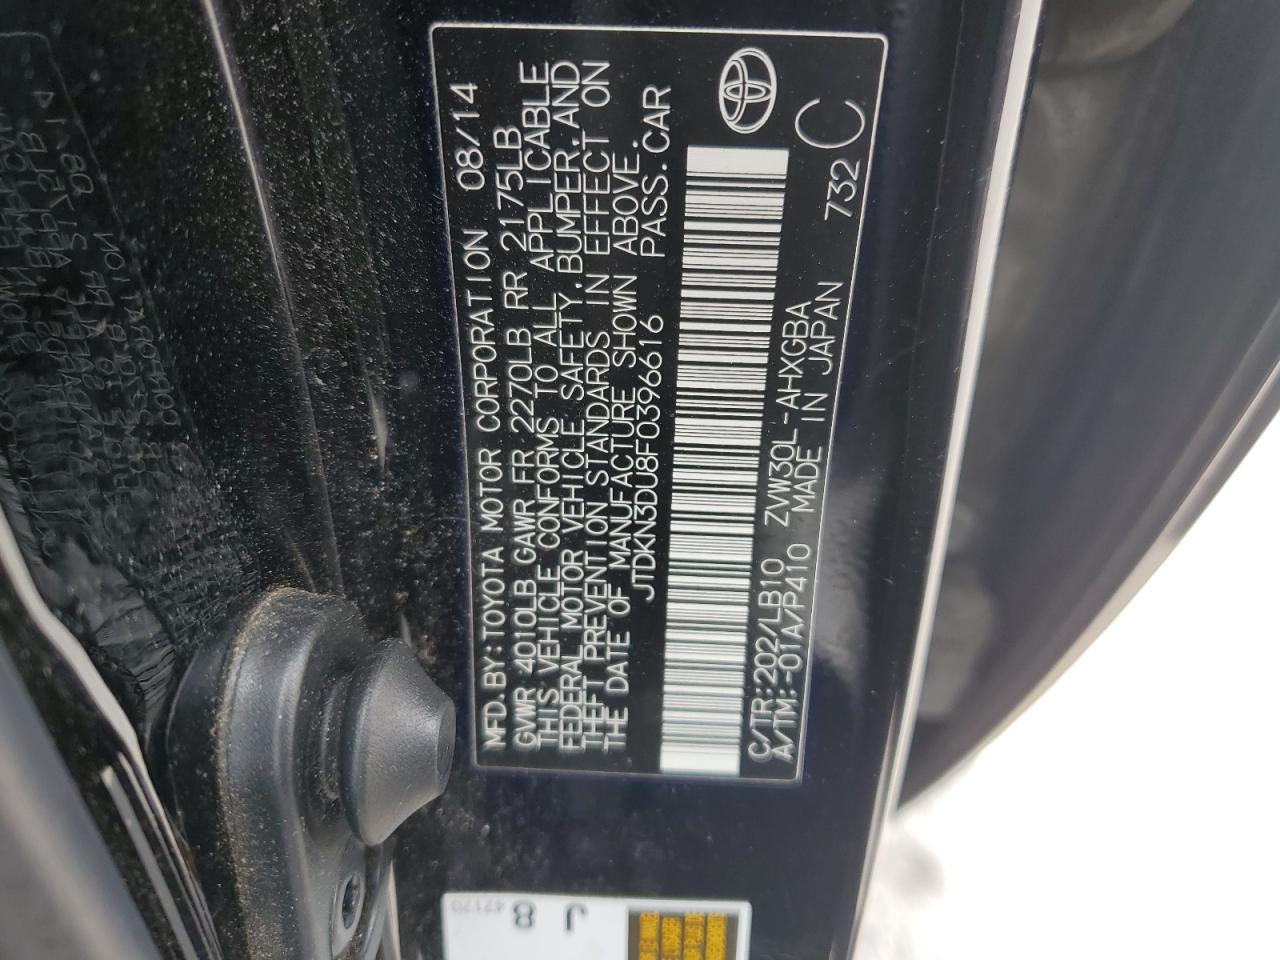 MFD.BY:TOYOTA MOTOR CORPORATION 08/14
GVWR 4010LB GAWR FR 2270LB RR 2175LB
THIS VEHICLE CONFORMS TO ALL APPLICABLE
FEDERAL MOTOR VEHICLE SAFETY,BUMPER,AND
THEFT PREVENTION STANDARDS IN EFFECT ON
THE DATE OF MANUFACTURE SHOWN ABOVE.
JTDKN3DU8F0396616 PASS.CAR
C/TR:202/LB10 ZVW30L-AHXGBA 732 C
A/TM:-01A/P410 MADE IN JAPAN
J 8
47170